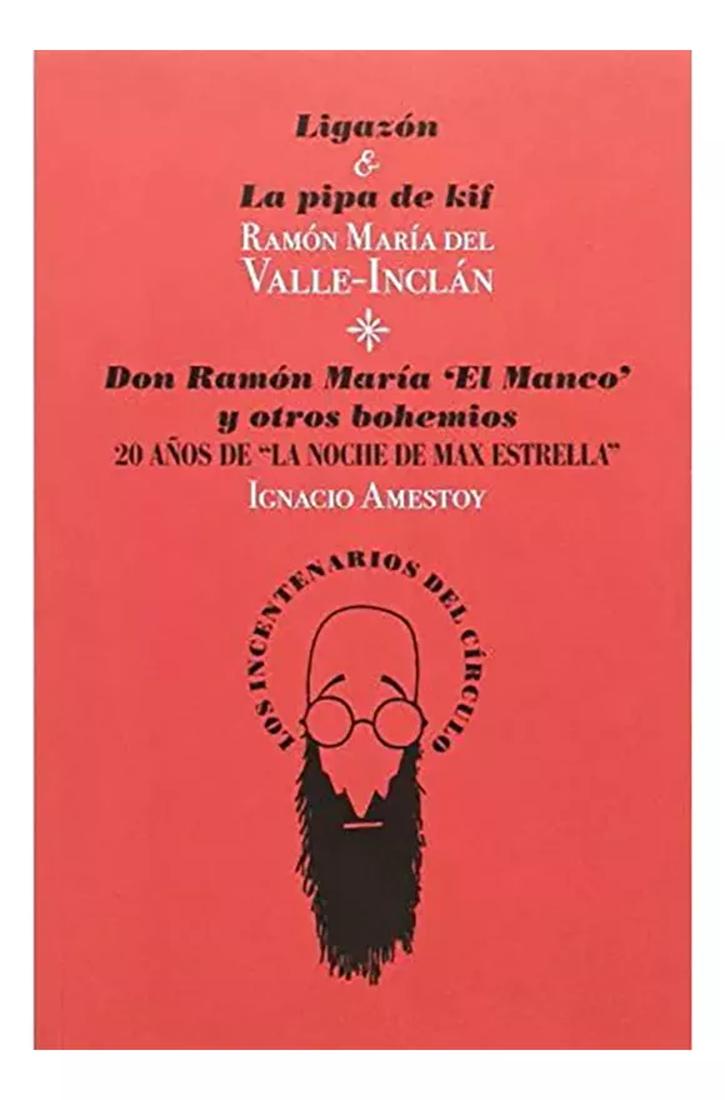 Ligazón
&
La pipa de kif
RAMÓN MARÍA DEL
VALLE-INCLÁN
Don Ramón María ‘El Manco’
y otros bohemios
20 AÑOS DE “LA NOCHE DE MAX ESTRELLA”
IGNACIO AMESTOY
LOS INCENTENARIOS DEL CÍRCULO